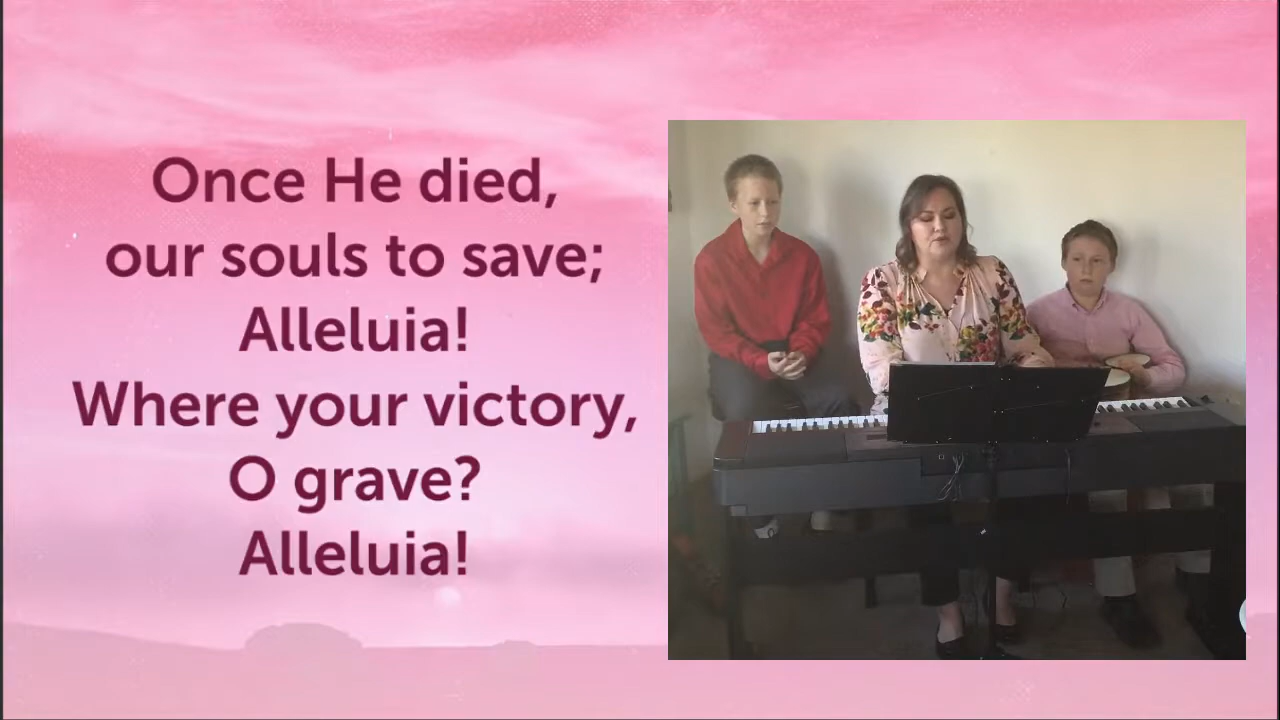 Once He died,
our souls to save;
Alleluia!
Where your victory,
O grave?
Alleluia!